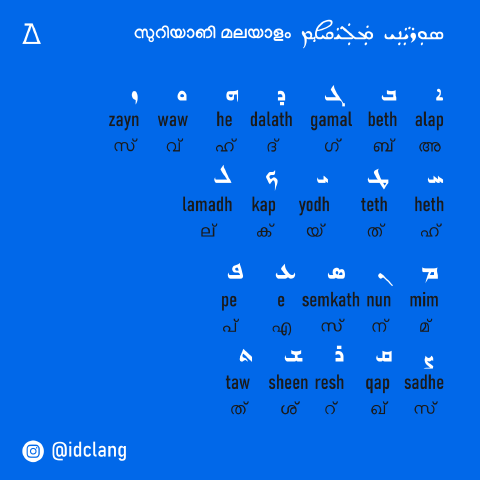 സുറിയാനി മലയാളം
ܐ ܒ ܓ ܕ ܗ ܘ ܙ
zayn waw he dalath gamal beth alap
സ് വ് ഹ് ദ് ഗ് ബ് അ
ܚ ܛ ܝ ܟ ܠ
lamadh kap yodh teth heth
ല് ക് യ് ത് ഹ്
ܡ ܢ ܣ ܥ ܦ
pe e semkath nun mim
പ് എ സ് ന് മ്
ܨ ܩ ܪ ܫ ܬ
taw sheen resh qap sadhe
ത് ശ് റ് ഖ് സ്
@idclang